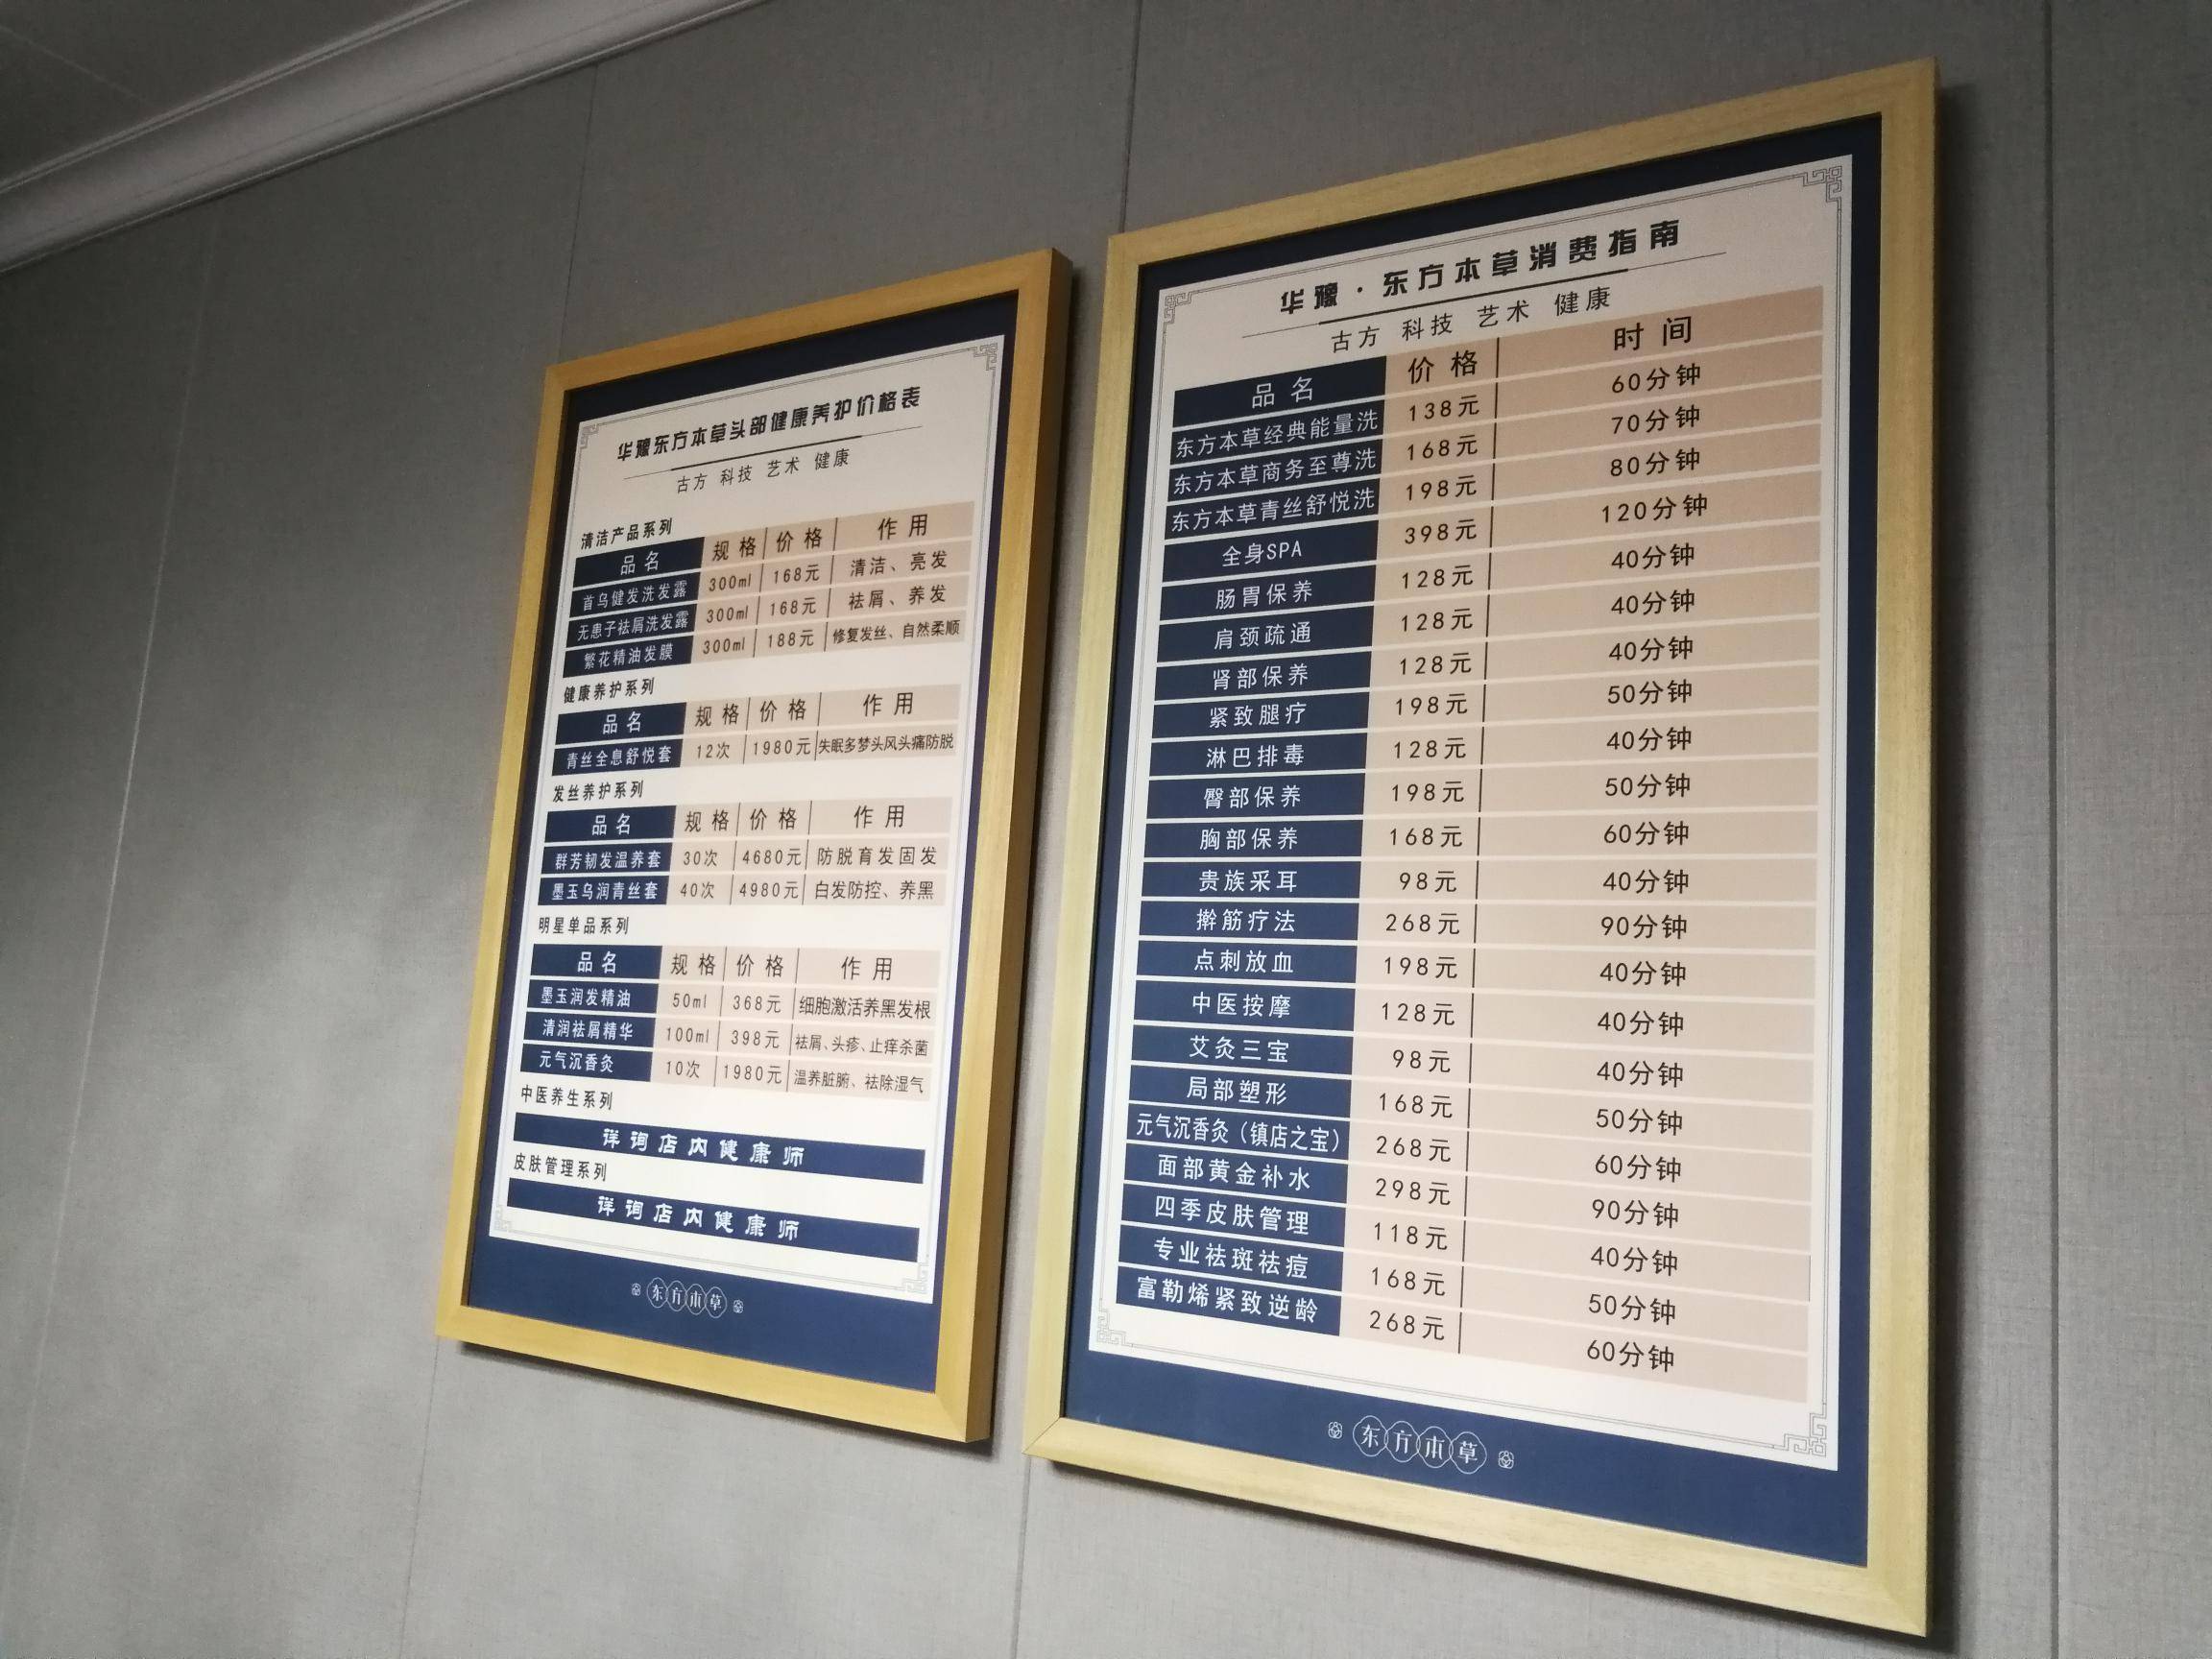 华豫东方本草头部健康养护价格表
古方 科技 艺术 健康
清洁产品系列
品名 规格 价格 作用
首乌健发洗发露 300ml 168元 清洁、亮发
无患子祛屑洗发露 300ml 168元 祛屑、养发
繁花精油发膜 300ml 188元 修复发丝、自然柔顺
健康养护系列
品名 规格 价格 作用
青丝全息舒悦套 12次 1980元 失眠多梦头风头痛防脱
发丝养护系列
品名 规格 价格 作用
群芳韧发温养套 30次 4680元 防脱育发固发
墨玉乌润青丝套 40次 4980元 白发防控、养黑
明星单品系列
品名 规格 价格 作用
墨玉润发精油 50ml 368元 细胞激活养黑发根
清润祛屑精华 100ml 398元 祛屑、头疹、止痒杀菌
元气沉香灸 10次 1980元 温养脏腑、祛除湿气
中医养生系列
详询店内健康师
皮肤管理系列
详询店内健康师
东方本草
华豫·东方本草消费指南
古方 科技 艺术 健康
品名 价格 时间
东方本草经典能量洗 138元 60分钟
东方本草商务至尊洗 168元 70分钟
东方本草青丝舒悦洗 198元 80分钟
全身SPA 398元 120分钟
肠胃保养 128元 40分钟
肩颈疏通 128元 40分钟
肾部保养 128元 40分钟
紧致腿疗 198元 50分钟
淋巴排毒 128元 40分钟
臀部保养 198元 50分钟
胸部保养 168元 60分钟
贵族采耳 98元 40分钟
擀筋疗法 268元 90分钟
点刺放血 198元 40分钟
中医按摩 128元 40分钟
艾灸三宝 98元 40分钟
局部塑形 168元 50分钟
元气沉香灸（镇店之宝） 268元 60分钟
面部黄金补水 298元 90分钟
四季皮肤管理 118元 40分钟
专业祛斑祛痘 168元 50分钟
富勒烯紧致逆龄 268元 60分钟
东方本草